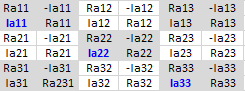 Ra11 -Ia11 Ra12 -Ia12 Ra13 -Ia13
Ia11 Ra11 Ia12 Ra12 Ia13 Ra13
Ra21 -Ia21 Ra22 -Ia22 Ra23 -Ia23
Ia21 Ra21 Ia22 Ra22 Ia23 Ra23
Ra31 -Ia31 Ra32 -Ia32 Ra33 -Ia33
Ia31 Ra231 Ia32 Ra32 Ia33 Ra33